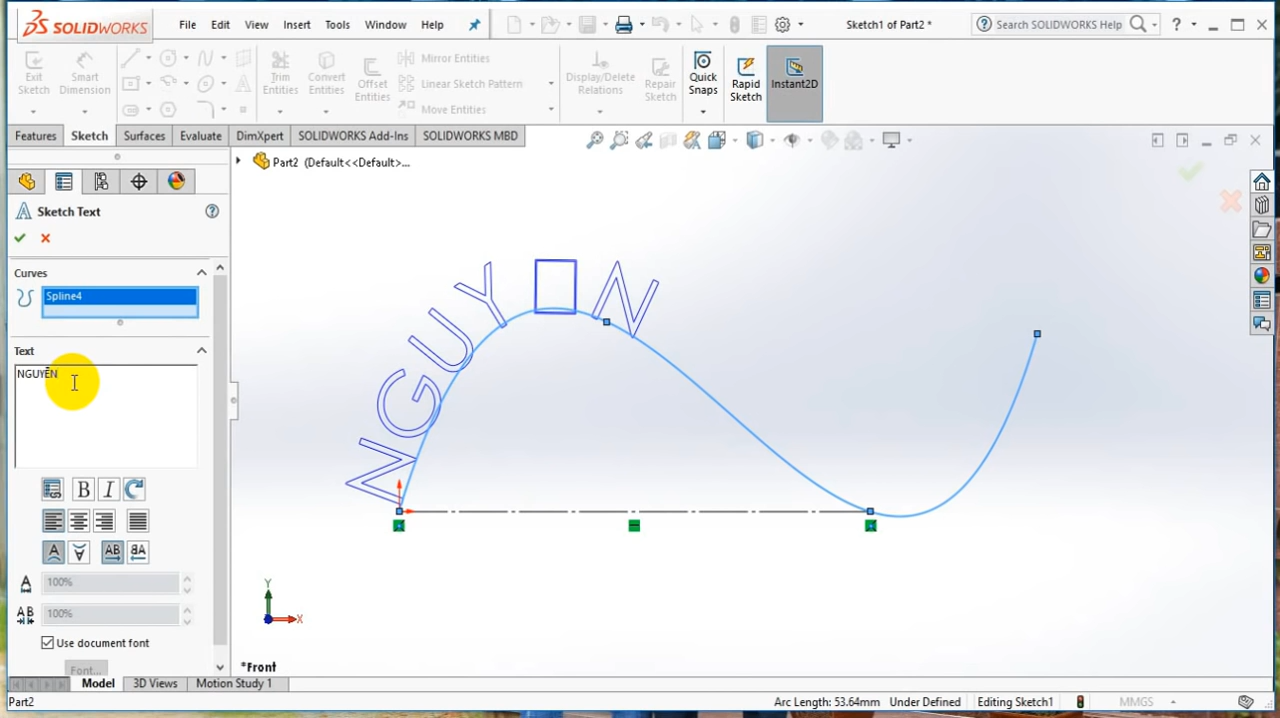 SOLIDWORKS File Edit View Insert Tools Window Help Sketch1 of Part2 * Search SOLIDWORKS Help ?
Exit Sketch
Smart Dimension
Trim Entities
Convert Entities
Offset Entities
Mirror Entities
Linear Sketch Pattern
Move Entities
Display/Delete Relations
Repair Sketch
Quick Snaps
Rapid Sketch
Instant2D
Features Sketch Surfaces Evaluate DimXpert SOLIDWORKS Add-Ins SOLIDWORKS MBD
Part2 (Default<<Default>...
Sketch Text
Curves
Spline4
Text
NGUYỄN
NGUY N
B I
AB
100%
AB 100%
Use document font
Font...
Y
X
*Front
Model 3D Views Motion Study 1
Part2 Arc Length: 53.64mm Under Defined Editing Sketch1 MMGS